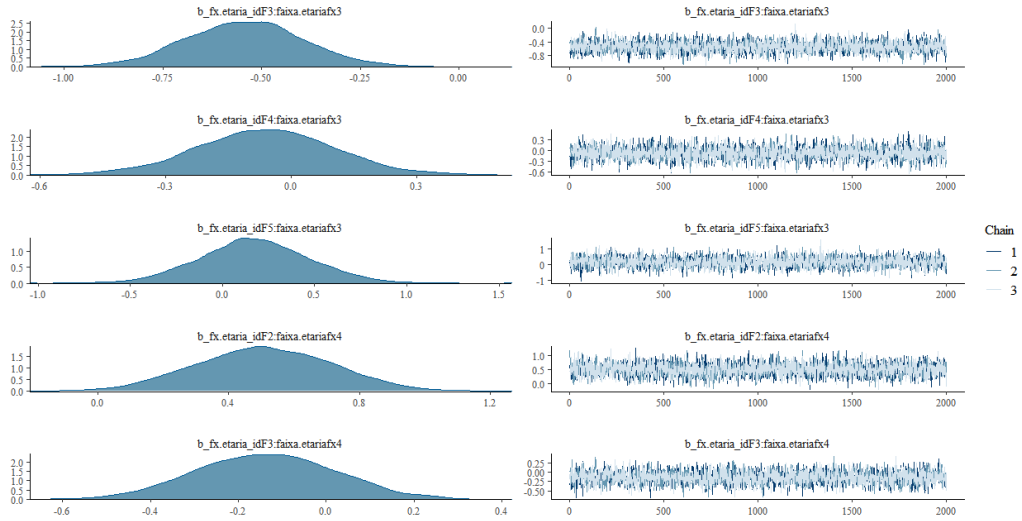 b_fx.etaria_idF3:faixa.etariafx3
2.5
2.0
1.5
1.0
0.5
0.0
-1.00 -0.75 -0.50 -0.25 0.00
b_fx.etaria_idF3:faixa.etariafx3
0.0
-0.4
-0.8
0 500 1000 1500 2000
b_fx.etaria_idF4:faixa.etariafx3
2.0
1.5
1.0
0.5
0.0
-0.6 -0.3 0.0 0.3
b_fx.etaria_idF4:faixa.etariafx3
0.3
0.0
-0.3
-0.6
0 500 1000 1500 2000
b_fx.etaria_idF5:faixa.etariafx3
1.0
0.5
0.0
-1.0 -0.5 0.0 0.5 1.0 1.5
b_fx.etaria_idF5:faixa.etariafx3
1
0
-1
0 500 1000 1500 2000
b_fx.etaria_idF2:faixa.etariafx4
1.5
1.0
0.5
0.0
0.0 0.4 0.8 1.2
b_fx.etaria_idF2:faixa.etariafx4
1.0
0.5
0.0
0 500 1000 1500 2000
b_fx.etaria_idF3:faixa.etariafx4
2.0
1.5
1.0
0.5
0.0
-0.6 -0.4 -0.2 0.0 0.2 0.4
b_fx.etaria_idF3:faixa.etariafx4
0.25
0.00
-0.25
-0.50
0 500 1000 1500 2000
Chain
1
2
3